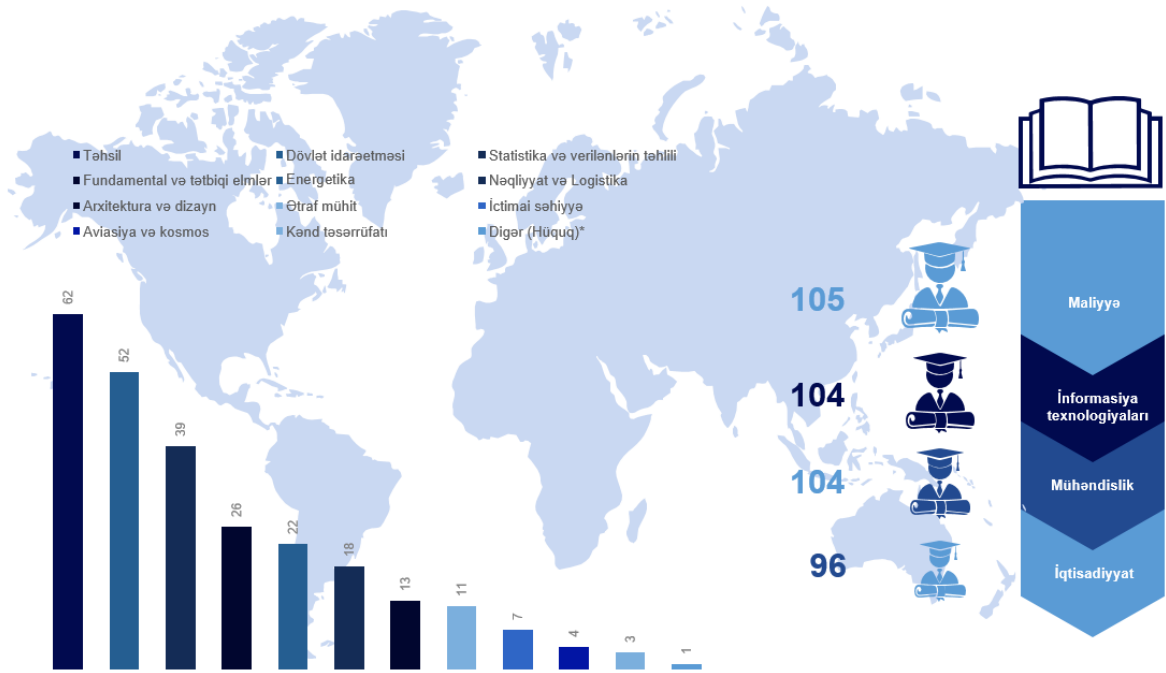 Təhsil
Dövlət idarəetməsi
Statistika və verilənlərin təhlili
Fundamental və tətbiqi elmlər
Energetika
Nəqliyyat və Logistika
Arxitektura və dizayn
Ətraf mühit
İctimai səhiyyə
Aviasiya və kosmos
Kənd təsərrüfatı
Digər (Hüquq)*
62
52
39
26
22
18
13
11
7
4
3
1
105
Maliyyə
104
İnformasiya
texnologiyaları
104
Mühəndislik
96
İqtisadiyyat